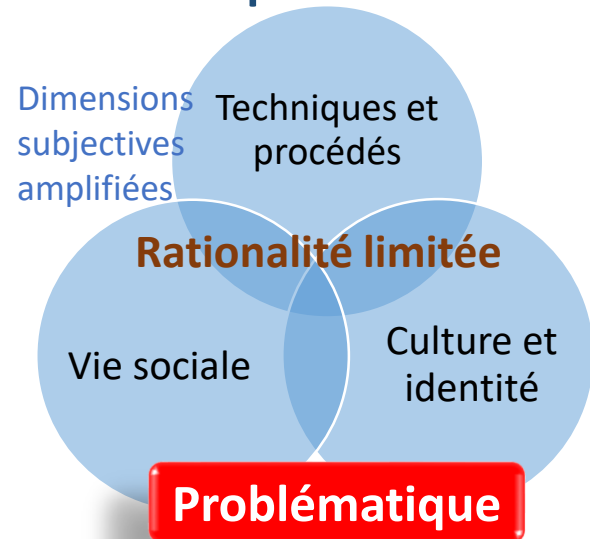 Dimensions
subjectives
amplifiées
Techniques et
procédés
Rationalité limitée
Vie sociale
Culture et
identité
Problématique